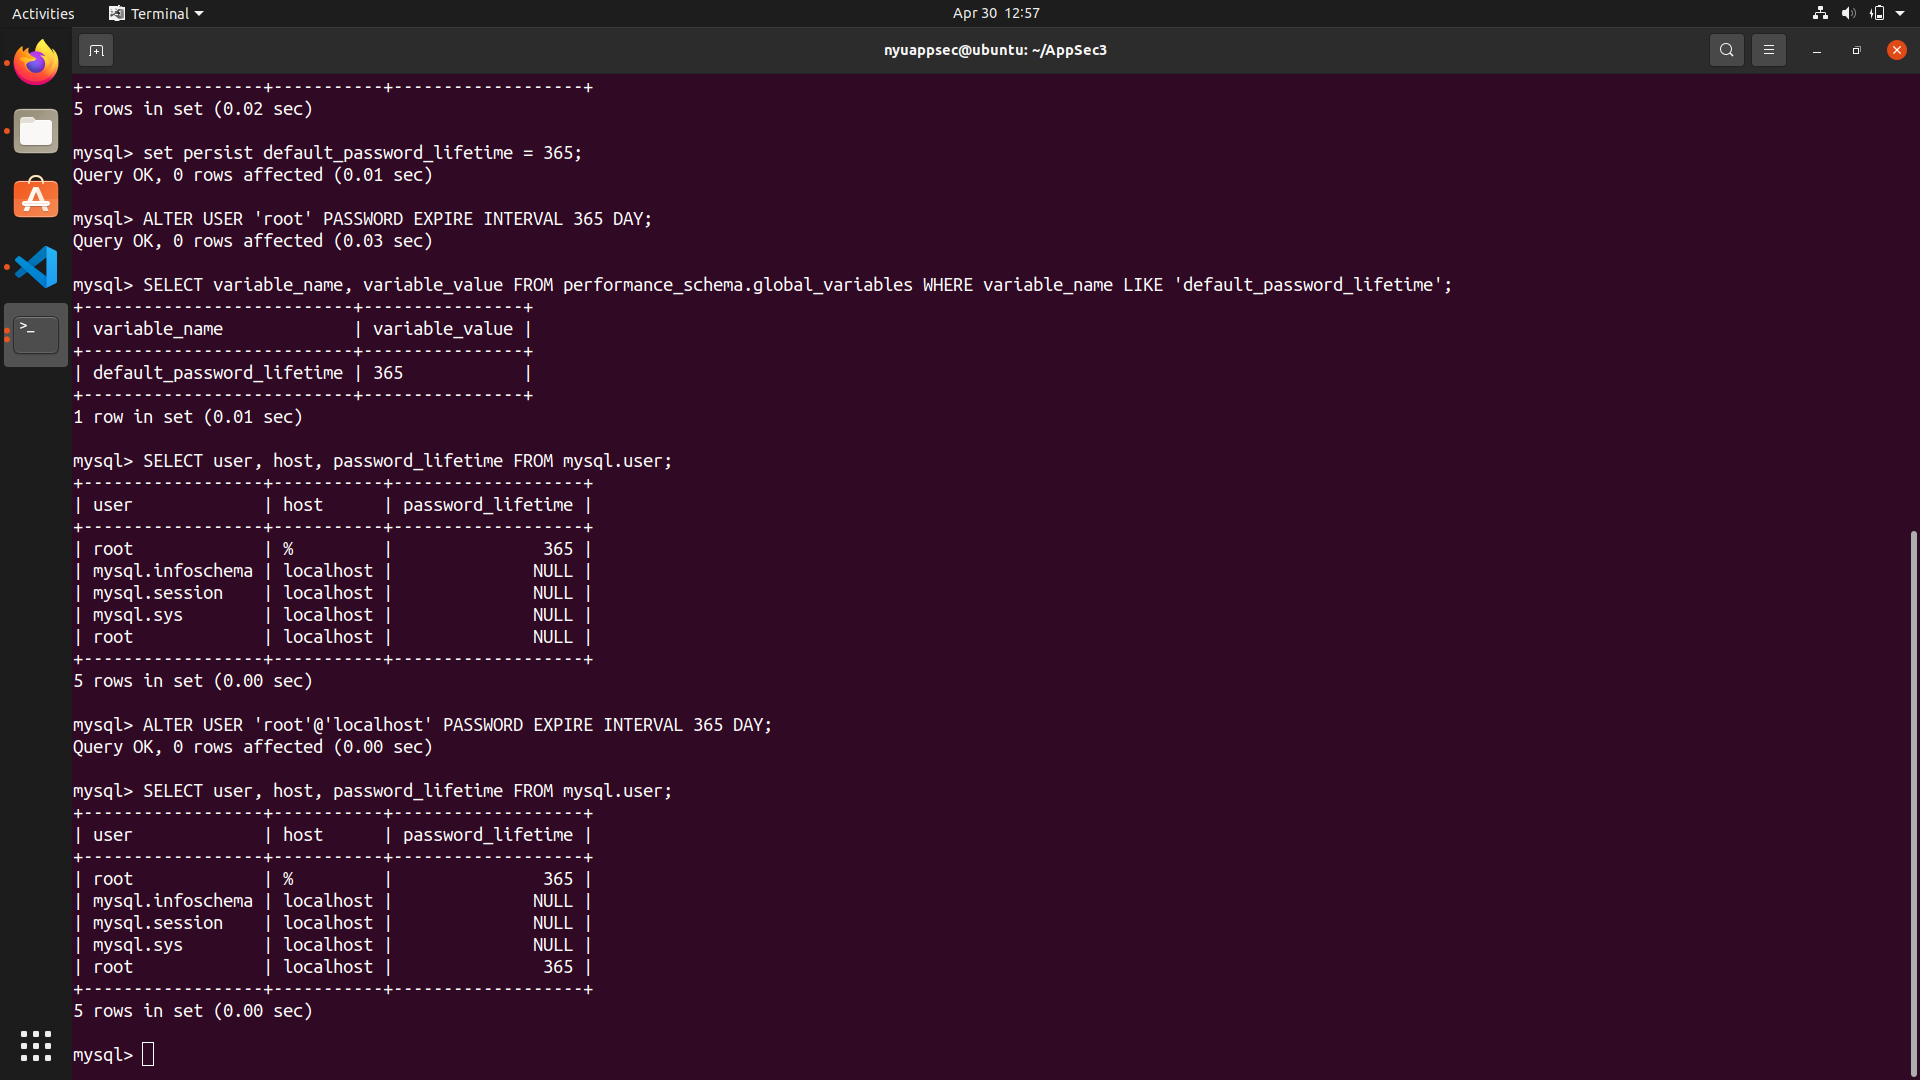 Activities
Terminal
Apr 30 12:57
nyuappsec@ubuntu: ~/AppSec3
+------------------+-----------+-------------------+
5 rows in set (0.02 sec)
mysql> set persist default_password_lifetime = 365;
Query OK, 0 rows affected (0.01 sec)
mysql> ALTER USER 'root' PASSWORD EXPIRE INTERVAL 365 DAY;
Query OK, 0 rows affected (0.03 sec)
mysql> SELECT variable_name, variable_value FROM performance_schema.global_variables WHERE variable_name LIKE 'default_password_lifetime';
+---------------------------+----------------+
| variable_name             | variable_value |
+---------------------------+----------------+
| default_password_lifetime | 365            |
+---------------------------+----------------+
1 row in set (0.01 sec)
mysql> SELECT user, host, password_lifetime FROM mysql.user;
+------------------+-----------+-------------------+
| user             | host      | password_lifetime |
+------------------+-----------+-------------------+
| root             | %         |               365 |
| mysql.infoschema | localhost |              NULL |
| mysql.session    | localhost |              NULL |
| mysql.sys        | localhost |              NULL |
| root             | localhost |              NULL |
+------------------+-----------+-------------------+
5 rows in set (0.00 sec)
mysql> ALTER USER 'root'@'localhost' PASSWORD EXPIRE INTERVAL 365 DAY;
Query OK, 0 rows affected (0.00 sec)
mysql> SELECT user, host, password_lifetime FROM mysql.user;
+------------------+-----------+-------------------+
| user             | host      | password_lifetime |
+------------------+-----------+-------------------+
| root             | %         |               365 |
| mysql.infoschema | localhost |              NULL |
| mysql.session    | localhost |              NULL |
| mysql.sys        | localhost |              NULL |
| root             | localhost |               365 |
+------------------+-----------+-------------------+
5 rows in set (0.00 sec)
mysql>